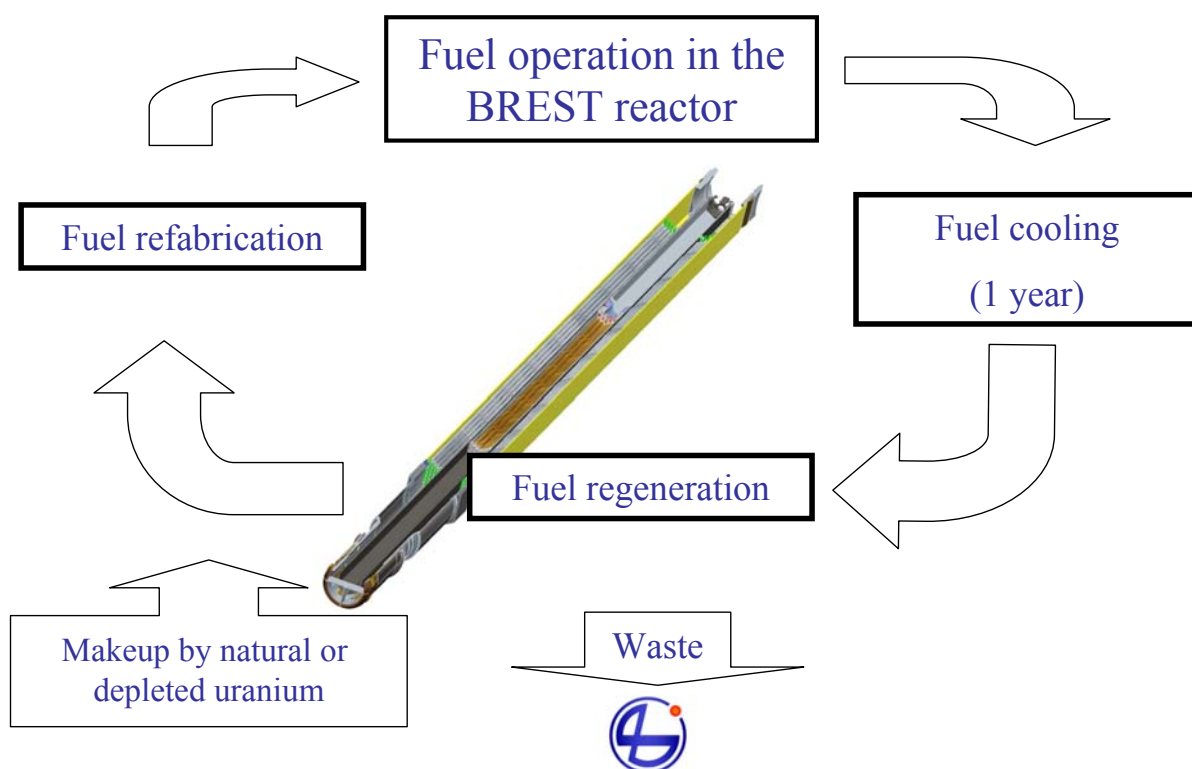 Fuel operation in the
BREST reactor
Fuel refabrication
Fuel cooling
(1 year)
Fuel regeneration
Makeup by natural or
depleted uranium
Waste